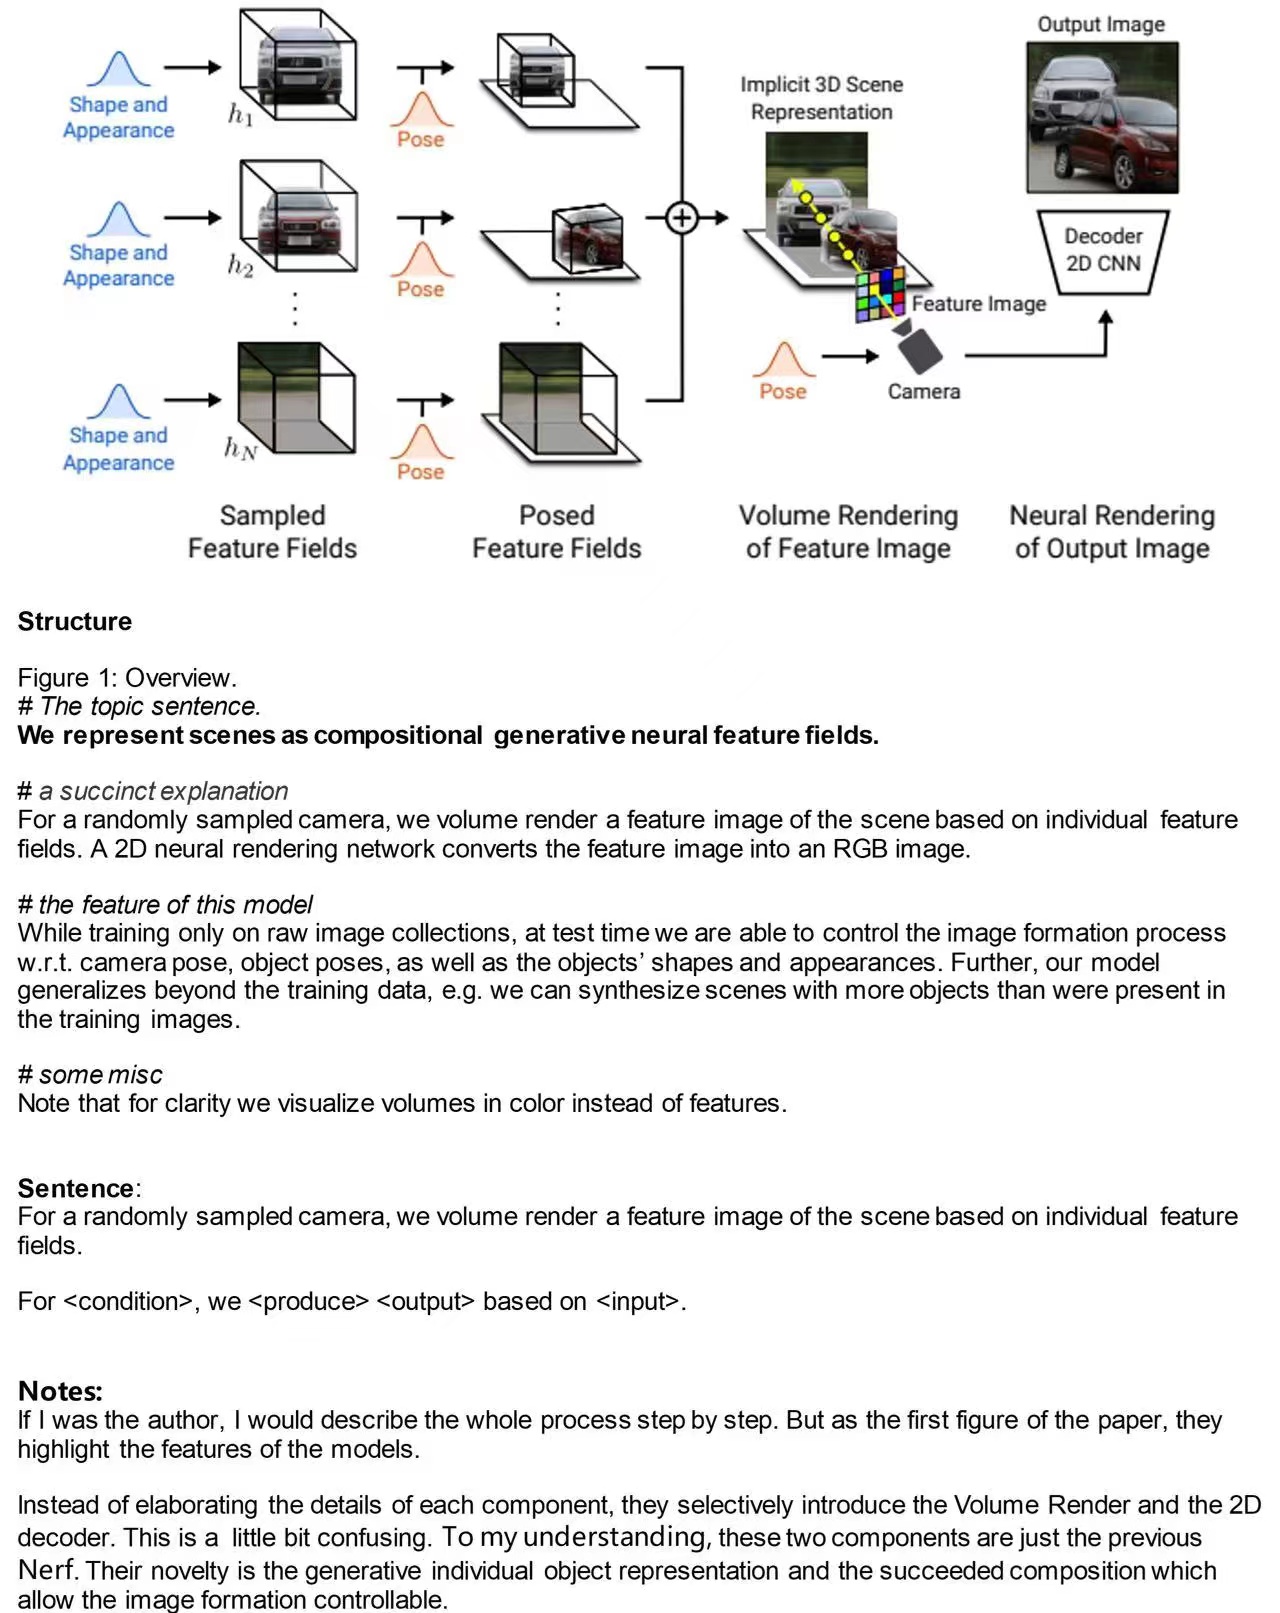 Output Image
Implicit 3D Scene
Representation
Shape and
Appearance
h1
Pose
Shape and
Appearance
h2
Pose
Decoder
2D CNN
Feature Image
Pose
Camera
Shape and
Appearance
hN
Pose
Sampled
Feature Fields
Posed
Feature Fields
Volume Rendering
of Feature Image
Neural Rendering
of Output Image
Structure
Figure 1: Overview.
# The topic sentence.
We represent scenes as compositional generative neural feature fields.
# a succinct explanation
For a randomly sampled camera, we volume render a feature image of the scene based on individual feature
fields. A 2D neural rendering network converts the feature image into an RGB image.
# the feature of this model
While training only on raw image collections, at test time we are able to control the image formation process
w.r.t. camera pose, object poses, as well as the objects’ shapes and appearances. Further, our model
generalizes beyond the training data, e.g. we can synthesize scenes with more objects than were present in
the training images.
# some misc
Note that for clarity we visualize volumes in color instead of features.
Sentence:
For a randomly sampled camera, we volume render a feature image of the scene based on individual feature
fields.
For <condition>, we <produce> <output> based on <input>.
Notes:
If I was the author, I would describe the whole process step by step. But as the first figure of the paper, they
highlight the features of the models.
Instead of elaborating the details of each component, they selectively introduce the Volume Render and the 2D
decoder. This is a little bit confusing. To my understanding, these two components are just the previous
Nerf. Their novelty is the generative individual object representation and the succeeded composition which
allow the image formation controllable.